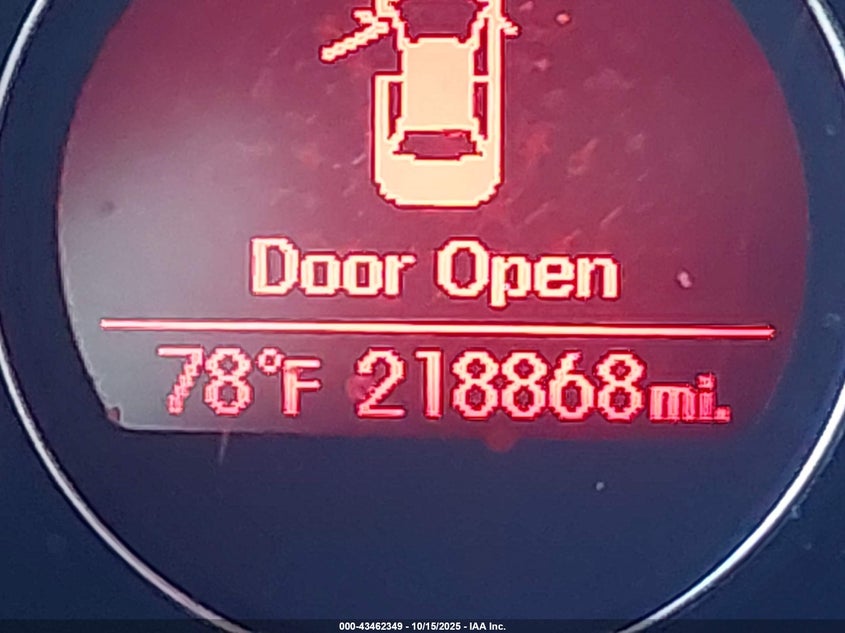 Door Open
78°F 218868mi.
000-43462349 - 10/15/2025 - IAA Inc.